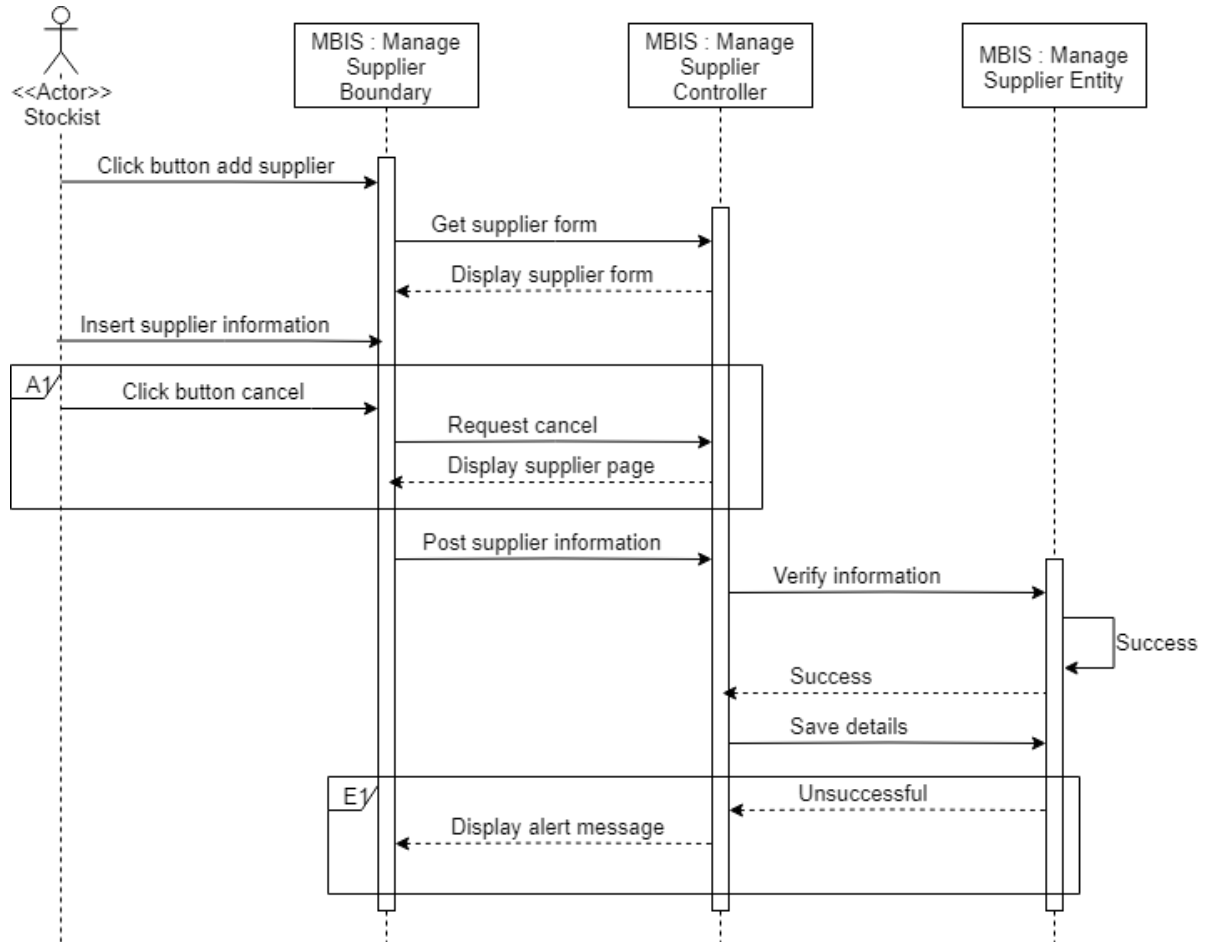 <<Actor>>
Stockist
MBIS : Manage
Supplier
Boundary
MBIS : Manage
Supplier
Controller
MBIS : Manage
Supplier Entity
Click button add supplier
Get supplier form
Display supplier form
Insert supplier information
A1
Click button cancel
Request cancel
Display supplier page
Post supplier information
Verify information
Success
Success
Save details
E1
Unsuccessful
Display alert message